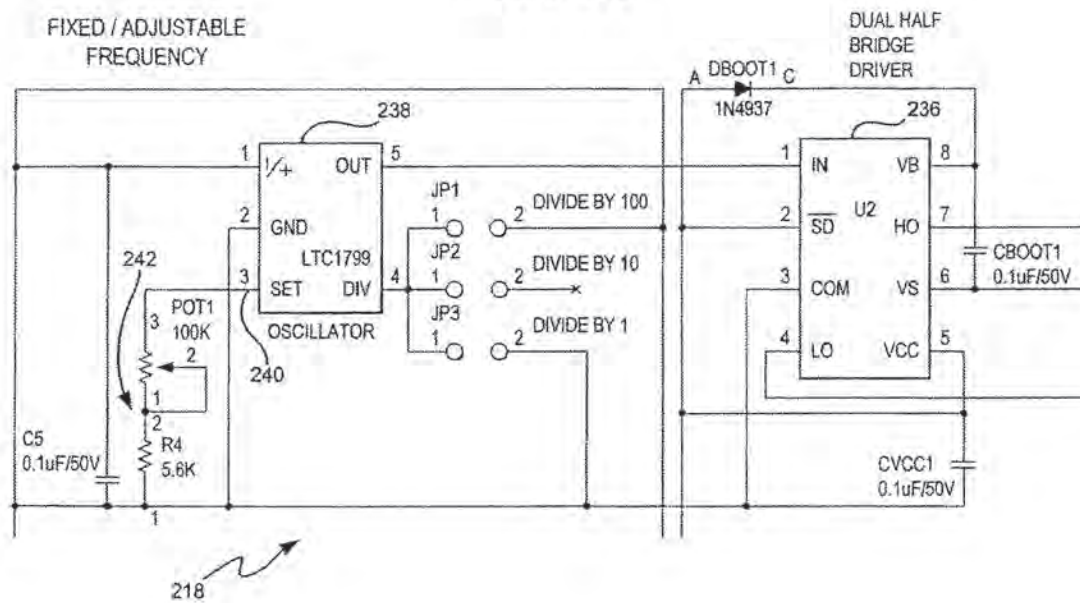 FIXED / ADJUSTABLE
FREQUENCY
DUAL HALF
BRIDGE
DRIVER
A DBOOT1 C
1N4937
238
236
1 I/+ OUT 5
1 IN VB 8
JP1
1 2 DIVIDE BY 100
2 GND
2 SD U2 HO 7
JP2
LTC1799
242
3 SET DIV 4
1 2 DIVIDE BY 10
3 COM VS 6
CBOOT1
0.1uF/50V
POT1
100K
3
2
OSCILLATOR
JP3
1 2 DIVIDE BY 1
4 LO VCC 5
240
1
2
C5
0.1uF/50V
R4
5.6K
CVCC1
0.1uF/50V
1
218